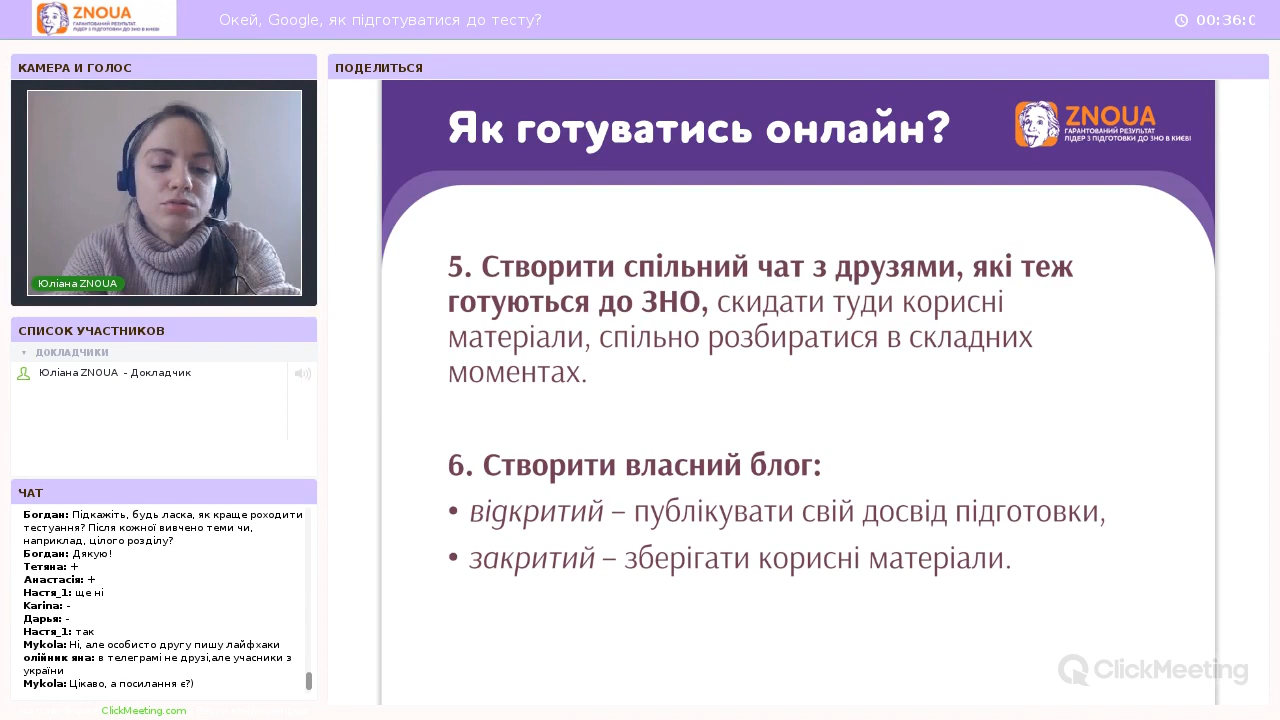 ZNOUA
ГАРАНТОВАНИЙ РЕЗУЛЬТАТ
ЛІДЕР З ПІДГОТОВКИ ДО ЗНО В КИЄВІ
Окей, Google, як підготуватися до тесту?
00:36:0
КАМЕРА И ГОЛОС
Юліана ZNOUA
СПИСОК УЧАСТНИКОВ
ДОКЛАДЧИКИ
Юліана ZNOUA - Докладчик
ЧАТ
Богдан: Підкажіть, будь ласка, як краще роходити
тестуання? Після кожної вивчено теми чи,
наприклад, цілого розділу?
Богдан: Дякую!
Тетяна: +
Анастасія: +
Настя_1: ще ні
Karina: -
Дарья: -
Настя_1: так
Mykola: Ні, але особисто другу пишу лайфхаки
олійник яна: в телеграмі не друзі,але учасники з
україни
Mykola: Цікаво, а посилання є?)
ClickMeeting.com
ПОДЕЛИТЬСЯ
Як готуватись онлайн?
ZNOUA
ГАРАНТОВАНИЙ РЕЗУЛЬТАТ
ЛІДЕР З ПІДГОТОВКИ ДО ЗНО В КИЄВІ
5. Створити спільний чат з друзями, які теж
готуються до ЗНО, скидати туди корисні
матеріали, спільно розбиратися в складних
моментах.
6. Створити власний блог:
• відкритий – публікувати свій досвід підготовки,
• закритий – зберігати корисні матеріали.
ClickMeeting